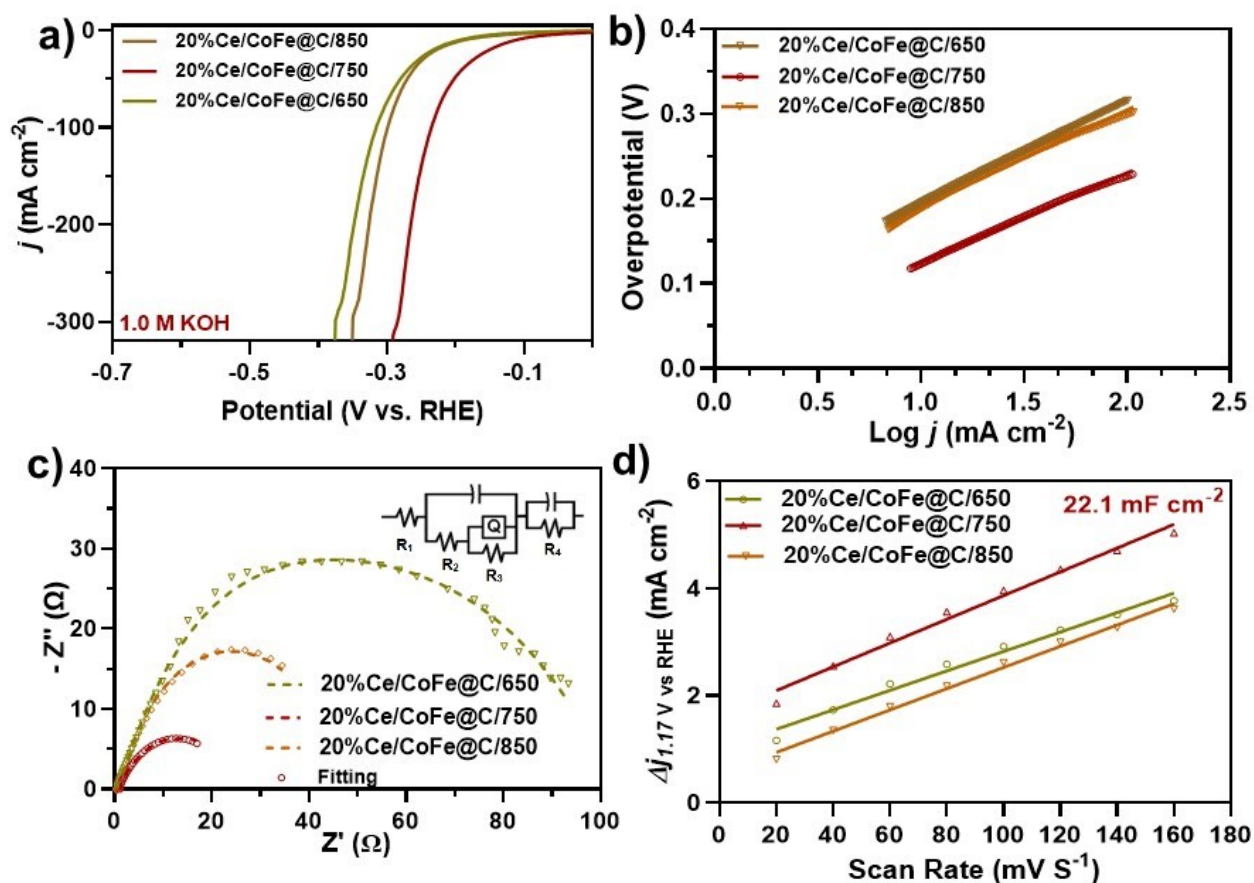 a)
0
-100
-200
-300
j (mA cm-2)
20%Ce/CoFe@C/850
20%Ce/CoFe@C/750
20%Ce/CoFe@C/650
1.0 M KOH
-0.7
-0.5
-0.3
-0.1
Potential (V vs. RHE)
b)
0.4
0.3
0.2
0.1
0.0
Overpotential (V)
20%Ce/CoFe@C/650
20%Ce/CoFe@C/750
20%Ce/CoFe@C/850
0.0
0.5
1.0
1.5
2.0
2.5
Log j (mA cm-2)
c)
40
30
20
10
0
- Z'' (Ω)
R1
R2
Q
R3
R4
20%Ce/CoFe@C/650
20%Ce/CoFe@C/750
20%Ce/CoFe@C/850
Fitting
0
20
40
60
80
100
Z' (Ω)
d)
6
4
2
0
Δj1.17 V vs RHE (mA cm-2)
20%Ce/CoFe@C/650
20%Ce/CoFe@C/750
20%Ce/CoFe@C/850
22.1 mF cm-2
0
20
40
60
80
100
120
140
160
180
Scan Rate (mV S-1)